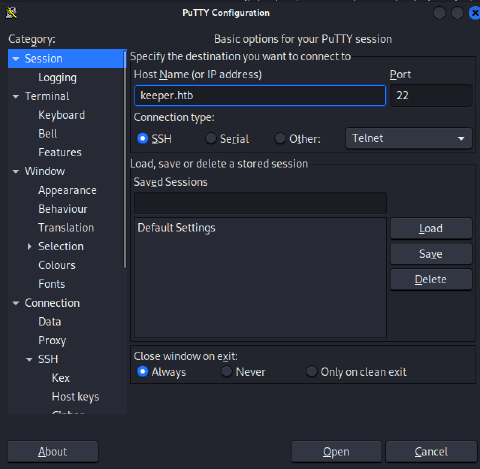 PuTTY Configuration
Category:
Session
Logging
Terminal
Keyboard
Bell
Features
Window
Appearance
Behaviour
Translation
Selection
Colours
Fonts
Connection
Data
Proxy
SSH
Kex
Host keys
Cipher
Basic options for your PuTTY session
Specify the destination you want to connect to
Host Name (or IP address) Port
keeper.htb 22
Connection type:
SSH Serial Other: Telnet
Load, save or delete a stored session
Saved Sessions
Default Settings
Load
Save
Delete
Close window on exit:
Always Never Only on clean exit
About Open Cancel